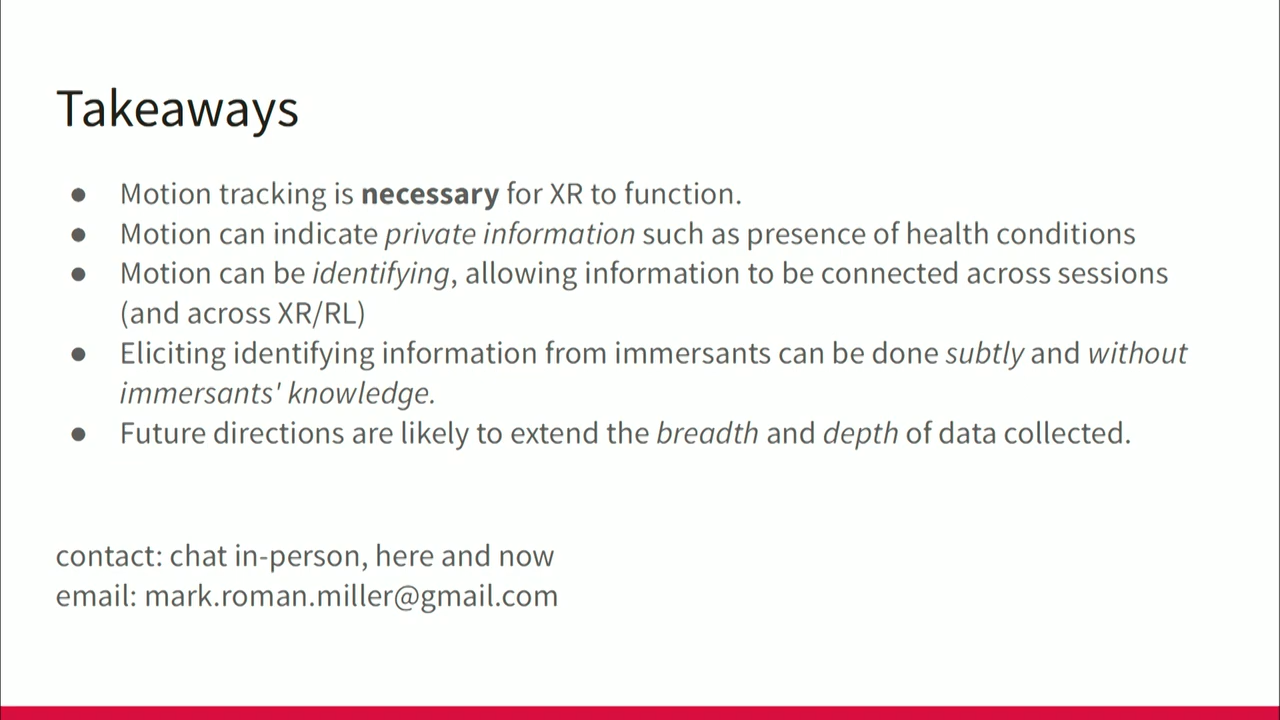 Takeaways
● Motion tracking is necessary for XR to function.
● Motion can indicate private information such as presence of health conditions
● Motion can be identifying, allowing information to be connected across sessions
(and across XR/RL)
● Eliciting identifying information from immersants can be done subtly and without
immersants' knowledge.
● Future directions are likely to extend the breadth and depth of data collected.
contact: chat in-person, here and now
email: mark.roman.miller@gmail.com